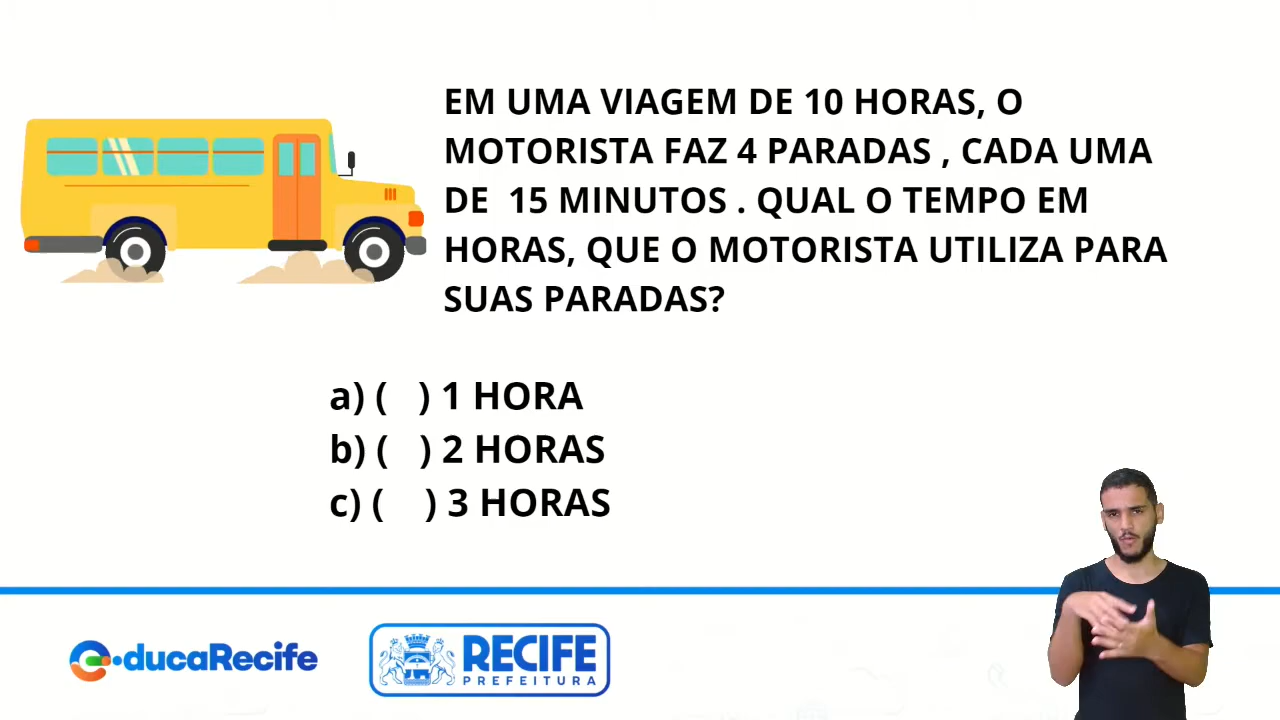 EM UMA VIAGEM DE 10 HORAS, O
MOTORISTA FAZ 4 PARADAS , CADA UMA
DE  15 MINUTOS . QUAL O TEMPO EM
HORAS, QUE O MOTORISTA UTILIZA PARA
SUAS PARADAS?
a) (   ) 1 HORA
b) (   ) 2 HORAS
c) (    ) 3 HORAS
educaRecife
RECIFE
PREFEITURA